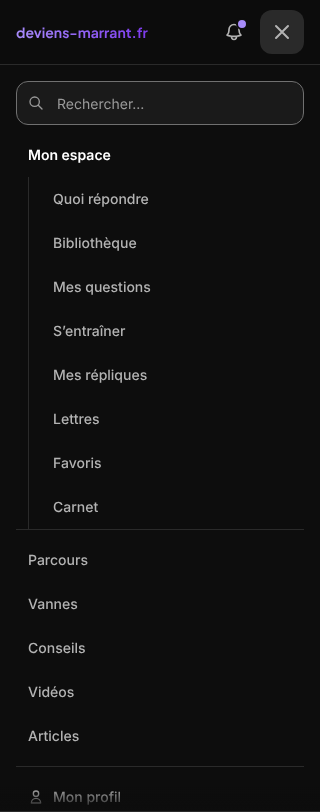 deviens-marrant.fr
Rechercher...
Mon espace
Quoi répondre
Bibliothèque
Mes questions
S’entraîner
Mes répliques
Lettres
Favoris
Carnet
Parcours
Vannes
Conseils
Vidéos
Articles
Mon profil